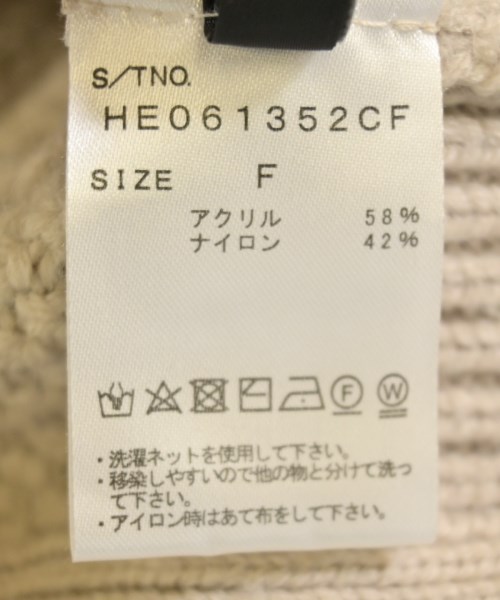 S/TNO.
HE061352CF
SIZE F
アクリル 58%
ナイロン 42%
F W
・洗濯ネットを使用して下さい。
・移染しやすいので他の物と分けて洗っ
て下さい。
・アイロン時はあて布をして下さい。